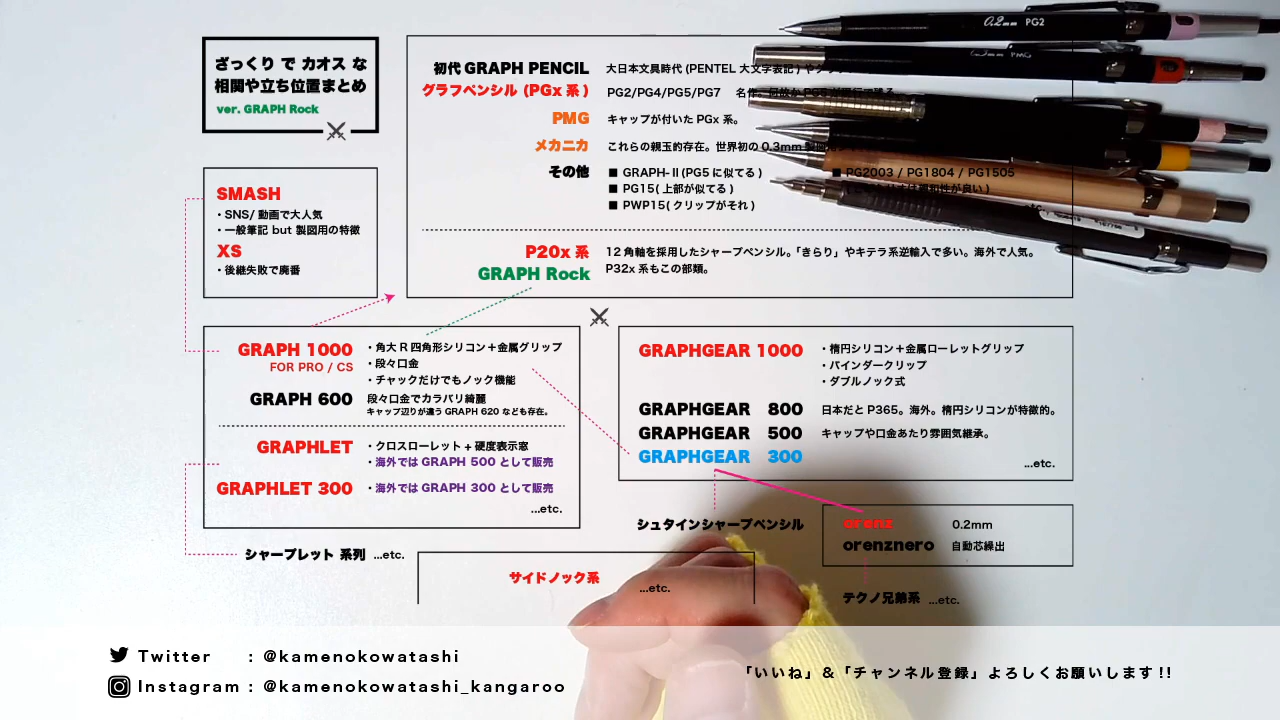 ざっくり で カオス な
相関や立ち位置まとめ
ver. GRAPH Rock
初代 GRAPH PENCIL 大日本文具時代 (PENTEL 大文字表記)
グラフペンシル (PGx 系) PG2/PG4/PG5/PG7
PMG キャップが付いた PGx 系。
メカニカ これらの親玉的存在。世界初の 0.3mm
その他 ■ GRAPH-Ⅱ(PG5 に似てる) ■ PG2003 / PG1804 / PG1505
■ PG15(上部が似てる)
■ PWP15(クリップがそれ) ...etc.
P20x 系 12 角軸を採用したシャープペンシル。「きらり」やキテラ系逆輸入で多い。海外で人気。
GRAPH Rock P32x 系もこの部類。
SMASH
・SNS/ 動画で大人気
・一般筆記 but 製図用の特徴
XS
・後継失敗で廃番
GRAPH 1000 ・角大 R 四角形シリコン＋金属グリップ
FOR PRO / CS ・段々口金
・チャックだけでもノック機能
GRAPH 600 段々口金でカラバリ綺麗
キャップ辺りが違う GRAPH 620 なども存在。
GRAPHLET ・クロスローレット + 硬度表示窓
・海外では GRAPH 500 として販売
GRAPHLET 300 ・海外では GRAPH 300 として販売
...etc.
シャープレット 系列 ...etc.
GRAPHGEAR 1000 ・楕円シリコン＋金属ローレットグリップ
・バインダークリップ
・ダブルノック式
GRAPHGEAR 800 日本だと P365。海外。楕円シリコンが特徴的。
GRAPHGEAR 500 キャップや口金あたり雰囲気継承。
GRAPHGEAR 300
...etc.
シュタインシャープペンシル
orenz 0.2mm
orenznero 自動芯繰出
テクノ兄弟系 ...etc.
サイドノック系
...etc.
0.2mm PG2
PMG
Twitter : @kamenokowatashi
Instagram : @kamenokowatashi_kangaroo
「いいね」&「チャンネル登録」よろしくお願いします !!